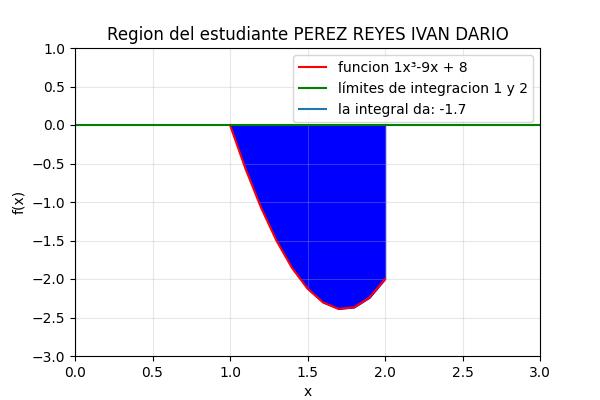 Region del estudiante PEREZ REYES IVAN DARIO
1.0
0.5
0.0
−0.5
−1.0
−1.5
−2.0
−2.5
−3.0
f(x)
funcion 1x³-9x + 8
límites de integracion 1 y 2
la integral da: -1.7
0.0 0.5 1.0 1.5 2.0 2.5 3.0
x